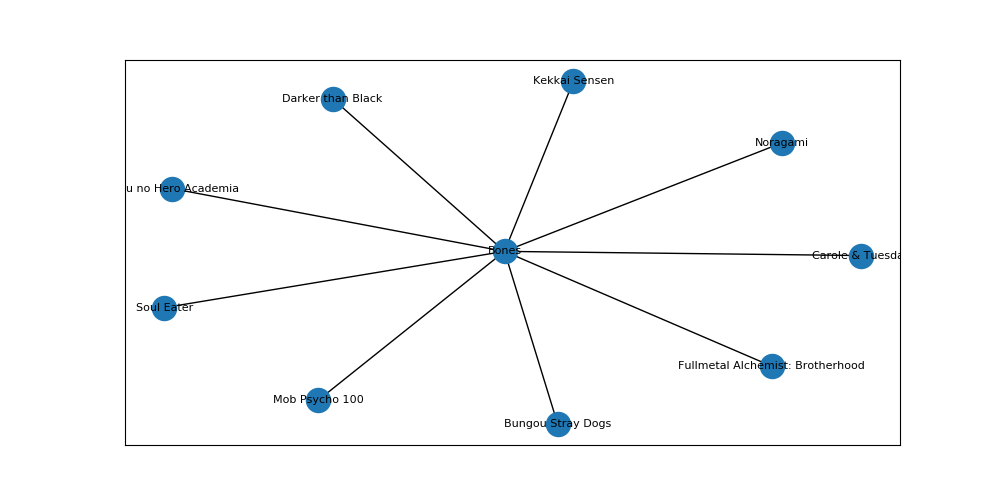 Kekkai Sensen
Darker than Black
Noragami
u no Hero Academia
Bones
Carole & Tuesda
Soul Eater
Fullmetal Alchemist: Brotherhood
Mob Psycho 100
Bungou Stray Dogs